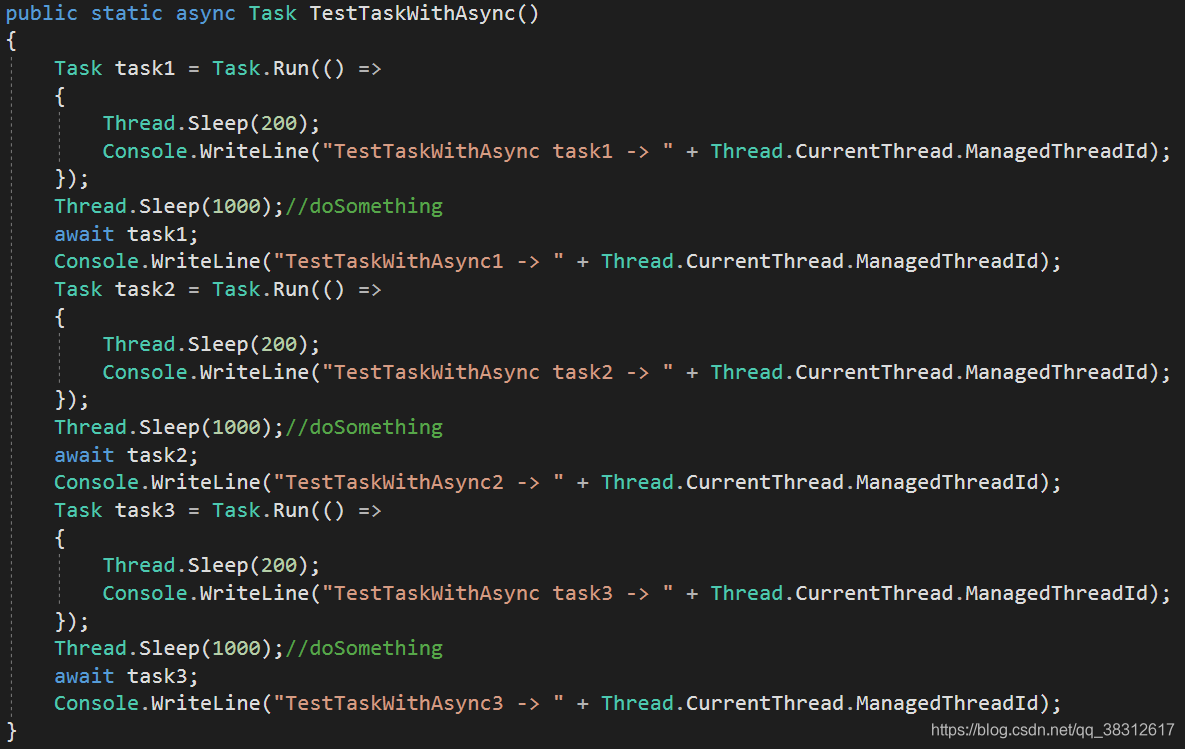 public static async Task TestTaskWithAsync()
{
    Task task1 = Task.Run(() =>
    {
        Thread.Sleep(200);
        Console.WriteLine("TestTaskWithAsync task1 -> " + Thread.CurrentThread.ManagedThreadId);
    });
    Thread.Sleep(1000);//doSomething
    await task1;
    Console.WriteLine("TestTaskWithAsync1 -> " + Thread.CurrentThread.ManagedThreadId);
    Task task2 = Task.Run(() =>
    {
        Thread.Sleep(200);
        Console.WriteLine("TestTaskWithAsync task2 -> " + Thread.CurrentThread.ManagedThreadId);
    });
    Thread.Sleep(1000);//doSomething
    await task2;
    Console.WriteLine("TestTaskWithAsync2 -> " + Thread.CurrentThread.ManagedThreadId);
    Task task3 = Task.Run(() =>
    {
        Thread.Sleep(200);
        Console.WriteLine("TestTaskWithAsync task3 -> " + Thread.CurrentThread.ManagedThreadId);
    });
    Thread.Sleep(1000);//doSomething
    await task3;
    Console.WriteLine("TestTaskWithAsync3 -> " + Thread.CurrentThread.ManagedThreadId);
}
https://blog.csdn.net/qq_38312617